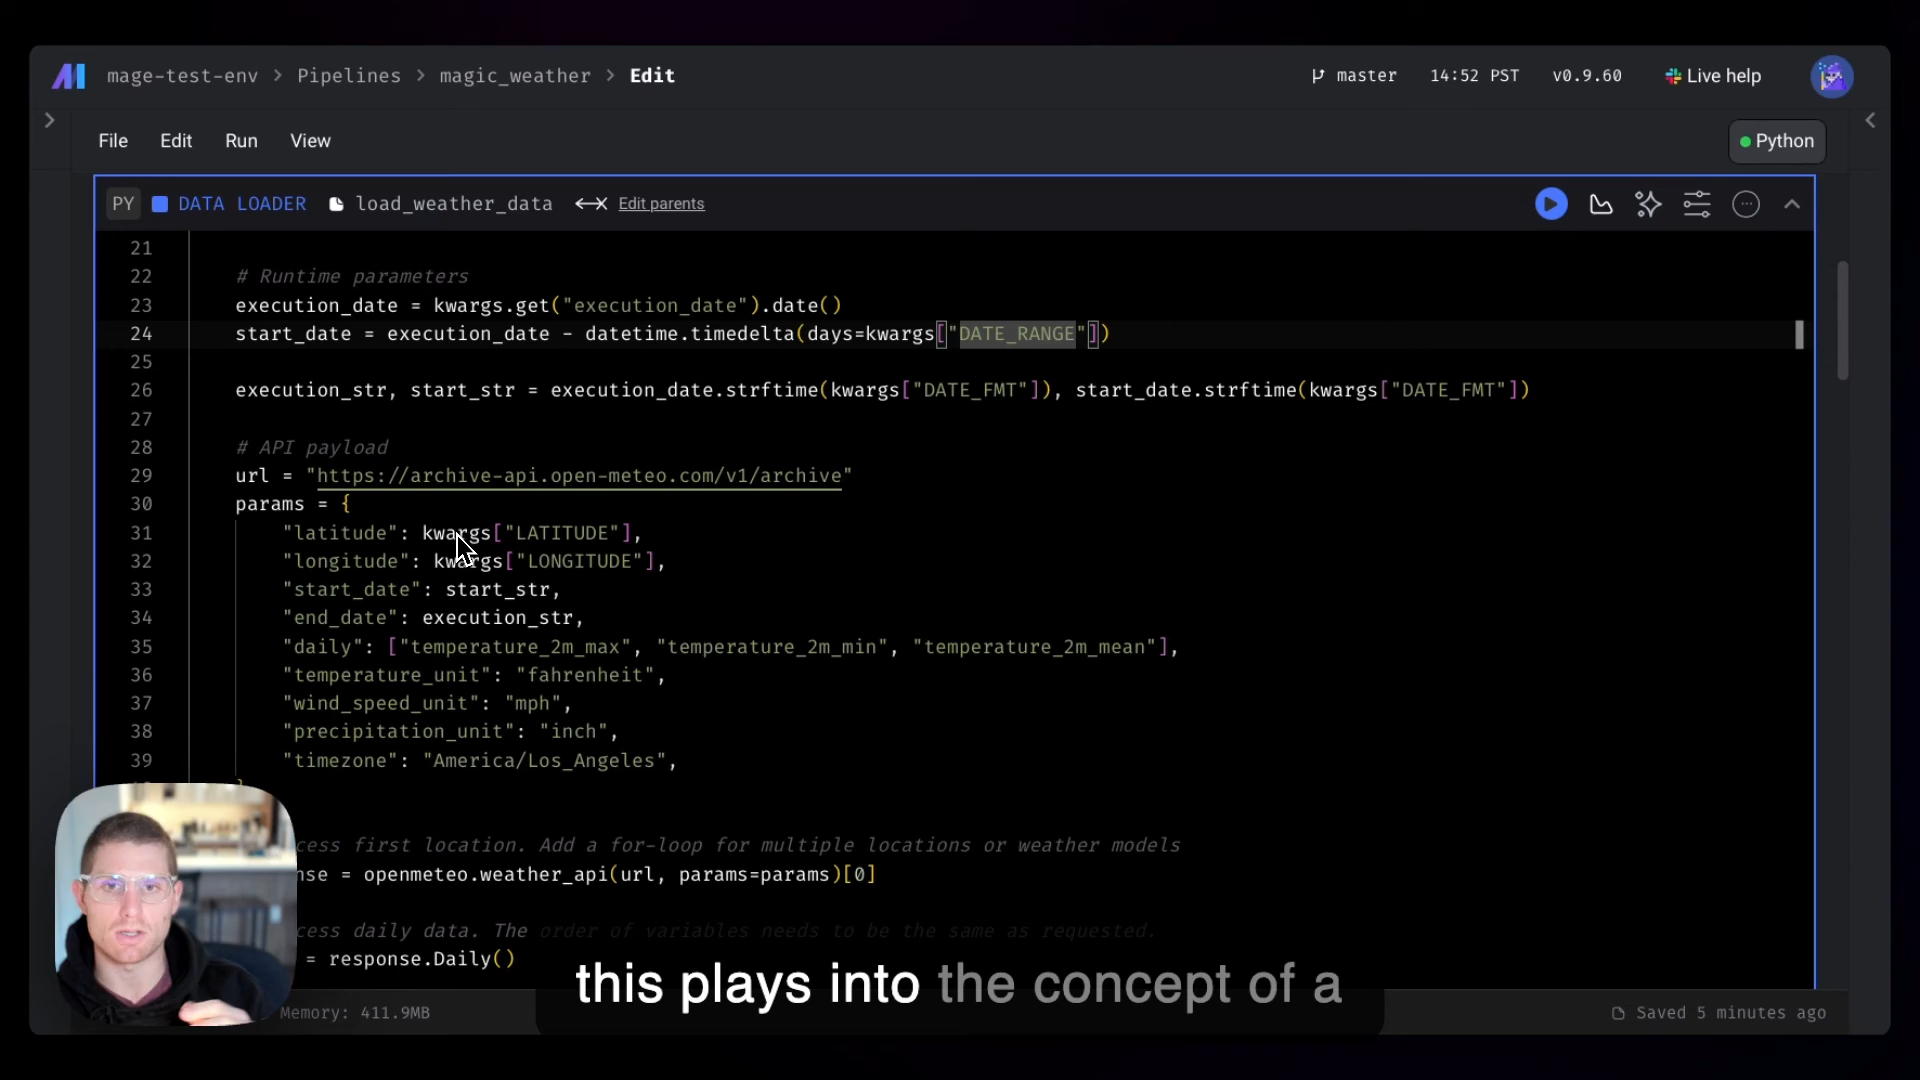 mage-test-env > Pipelines > magic_weather > Edit
master 14:52 PST v0.9.60 Live help
File Edit Run View
Python
PY DATA LOADER load_weather_data Edit parents
21
22 # Runtime parameters
23 execution_date = kwargs.get("execution_date").date()
24 start_date = execution_date - datetime.timedelta(days=kwargs["DATE_RANGE"])
25
26 execution_str, start_str = execution_date.strftime(kwargs["DATE_FMT"]), start_date.strftime(kwargs["DATE_FMT"])
27
28 # API payload
29 url = "https://archive-api.open-meteo.com/v1/archive"
30 params = {
31 "latitude": kwargs["LATITUDE"],
32 "longitude": kwargs["LONGITUDE"],
33 "start_date": start_str,
34 "end_date": execution_str,
35 "daily": ["temperature_2m_max", "temperature_2m_min", "temperature_2m_mean"],
36 "temperature_unit": "fahrenheit",
37 "wind_speed_unit": "mph",
38 "precipitation_unit": "inch",
39 "timezone": "America/Los_Angeles",
cess first location. Add a for-loop for multiple locations or weather models
nse = openmeteo.weather_api(url, params=params)[0]
cess daily data. The order of variables needs to be the same as requested.
= response.Daily()
this plays into the concept of a
Memory: 411.9MB
Saved 5 minutes ago